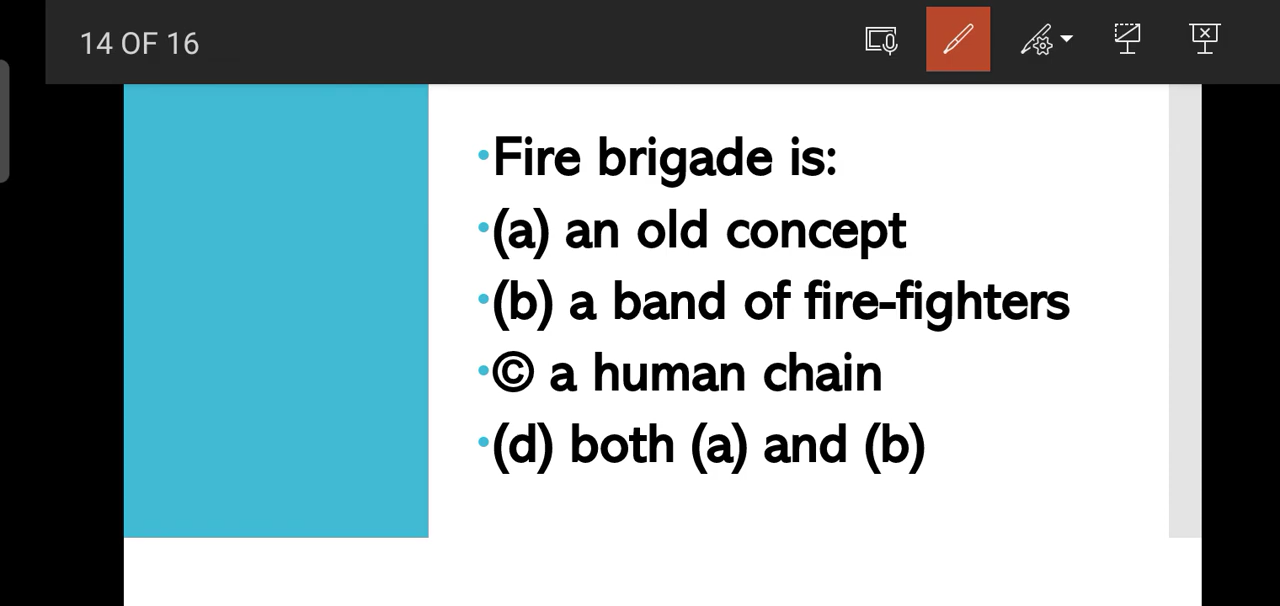 14 OF 16
•Fire brigade is:
•(a) an old concept
•(b) a band of fire-fighters
•© a human chain
•(d) both (a) and (b)